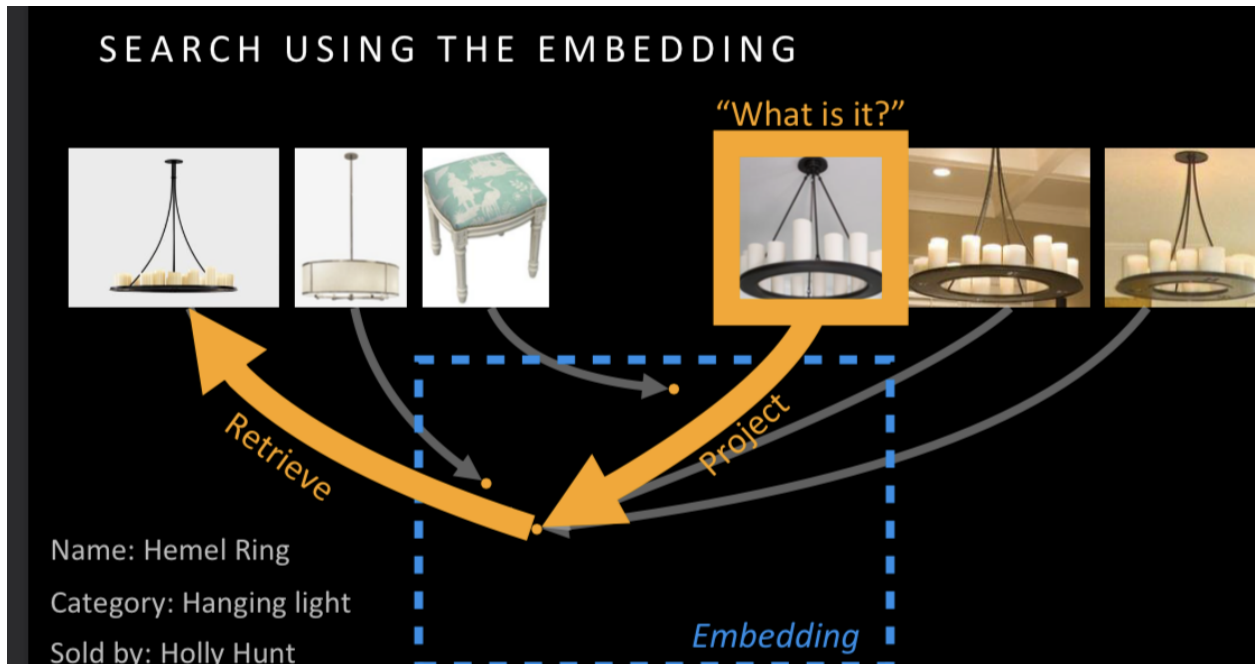 SEARCH USING THE EMBEDDING
“What is it?”
Retrieve
Project
Name: Hemel Ring
Category: Hanging light
Sold by: Holly Hunt
Embedding